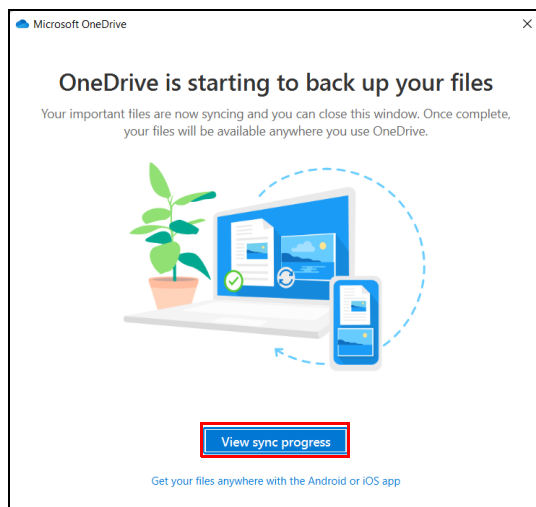 Microsoft OneDrive
OneDrive is starting to back up your files
Your important files are now syncing and you can close this window. Once complete,
your files will be available anywhere you use OneDrive.
View sync progress
Get your files anywhere with the Android or iOS app